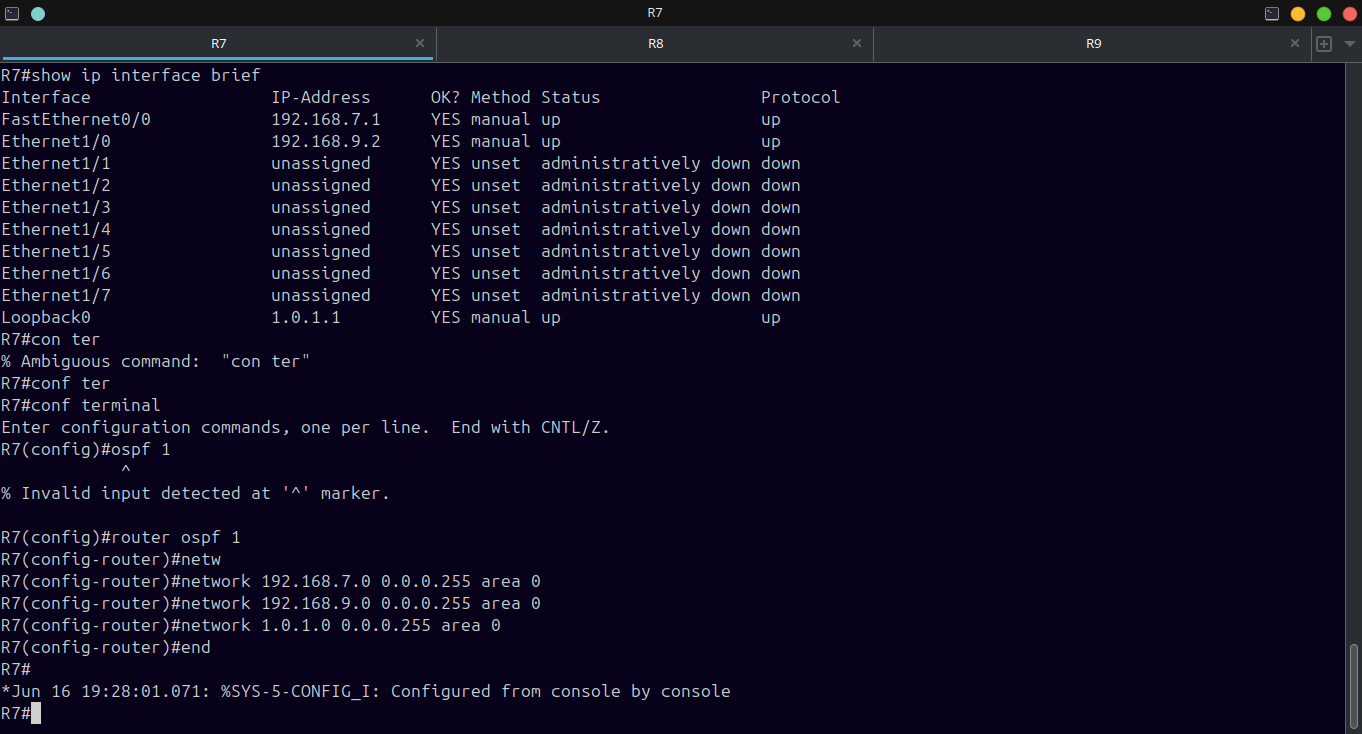 R7
R7
R8
R9
R7#show ip interface brief
Interface                  IP-Address      OK? Method Status                Protocol
FastEthernet0/0            192.168.7.1     YES manual up                    up
Ethernet1/0                192.168.9.2     YES manual up                    up
Ethernet1/1                unassigned      YES unset  administratively down down
Ethernet1/2                unassigned      YES unset  administratively down down
Ethernet1/3                unassigned      YES unset  administratively down down
Ethernet1/4                unassigned      YES unset  administratively down down
Ethernet1/5                unassigned      YES unset  administratively down down
Ethernet1/6                unassigned      YES unset  administratively down down
Ethernet1/7                unassigned      YES unset  administratively down down
Loopback0                  1.0.1.1         YES manual up                    up
R7#con ter
% Ambiguous command:  "con ter"
R7#conf ter
R7#conf terminal
Enter configuration commands, one per line.  End with CNTL/Z.
R7(config)#ospf 1
            ^
% Invalid input detected at '^' marker.

R7(config)#router ospf 1
R7(config-router)#netw
R7(config-router)#network 192.168.7.0 0.0.0.255 area 0
R7(config-router)#network 192.168.9.0 0.0.0.255 area 0
R7(config-router)#network 1.0.1.0 0.0.0.255 area 0
R7(config-router)#end
R7#
*Jun 16 19:28:01.071: %SYS-5-CONFIG_I: Configured from console by console
R7#